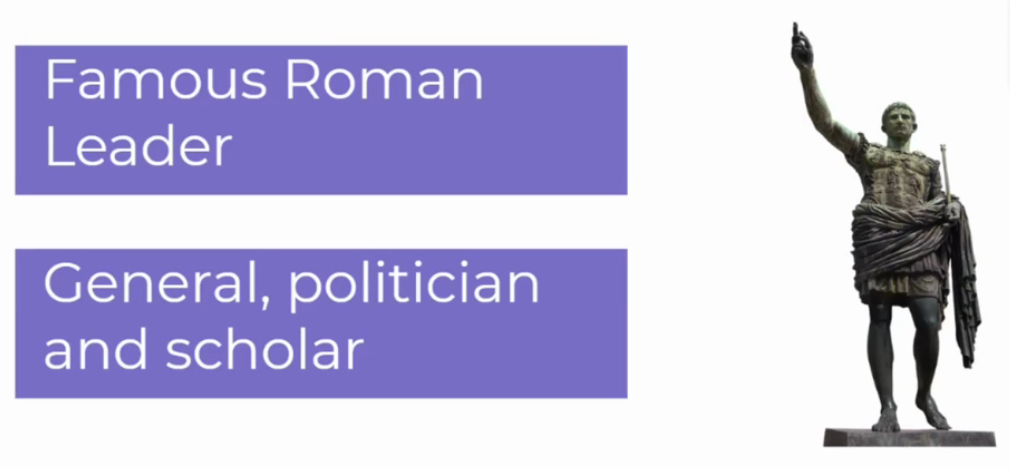 Famous Roman
Leader
General, politician
and scholar